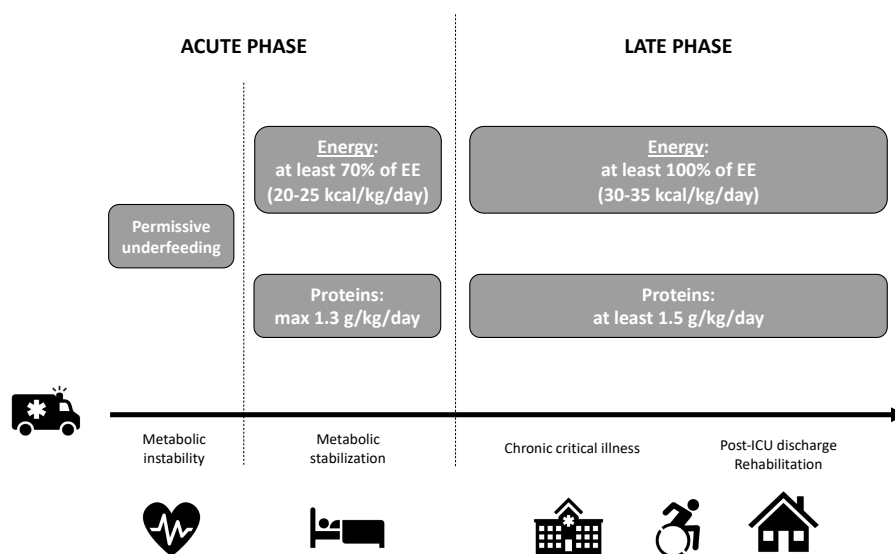 ACUTE PHASE
LATE PHASE
Energy:
at least 70% of EE
(20-25 kcal/kg/day)
Energy:
at least 100% of EE
(30-35 kcal/kg/day)
Permissive
underfeeding
Proteins:
max 1.3 g/kg/day
Proteins:
at least 1.5 g/kg/day
Metabolic
instability
Metabolic
stabilization
Chronic critical illness
Post-ICU discharge
Rehabilitation